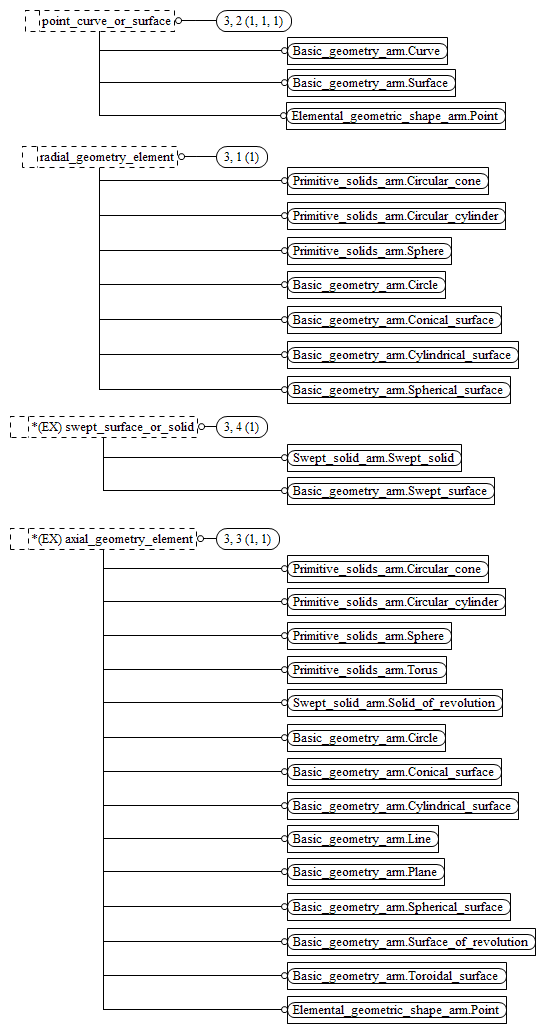 point_curve_or_surface
3, 2 (1, 1, 1)
Basic_geometry_arm.Curve
Basic_geometry_arm.Surface
Elemental_geometric_shape_arm.Point
radial_geometry_element
3, 1 (1)
Primitive_solids_arm.Circular_cone
Primitive_solids_arm.Circular_cylinder
Primitive_solids_arm.Sphere
Basic_geometry_arm.Circle
Basic_geometry_arm.Conical_surface
Basic_geometry_arm.Cylindrical_surface
Basic_geometry_arm.Spherical_surface
*(EX) swept_surface_or_solid
3, 4 (1)
Swept_solid_arm.Swept_solid
Basic_geometry_arm.Swept_surface
*(EX) axial_geometry_element
3, 3 (1, 1)
Primitive_solids_arm.Circular_cone
Primitive_solids_arm.Circular_cylinder
Primitive_solids_arm.Sphere
Primitive_solids_arm.Torus
Swept_solid_arm.Solid_of_revolution
Basic_geometry_arm.Circle
Basic_geometry_arm.Conical_surface
Basic_geometry_arm.Cylindrical_surface
Basic_geometry_arm.Line
Basic_geometry_arm.Plane
Basic_geometry_arm.Spherical_surface
Basic_geometry_arm.Surface_of_revolution
Basic_geometry_arm.Toroidal_surface
Elemental_geometric_shape_arm.Point